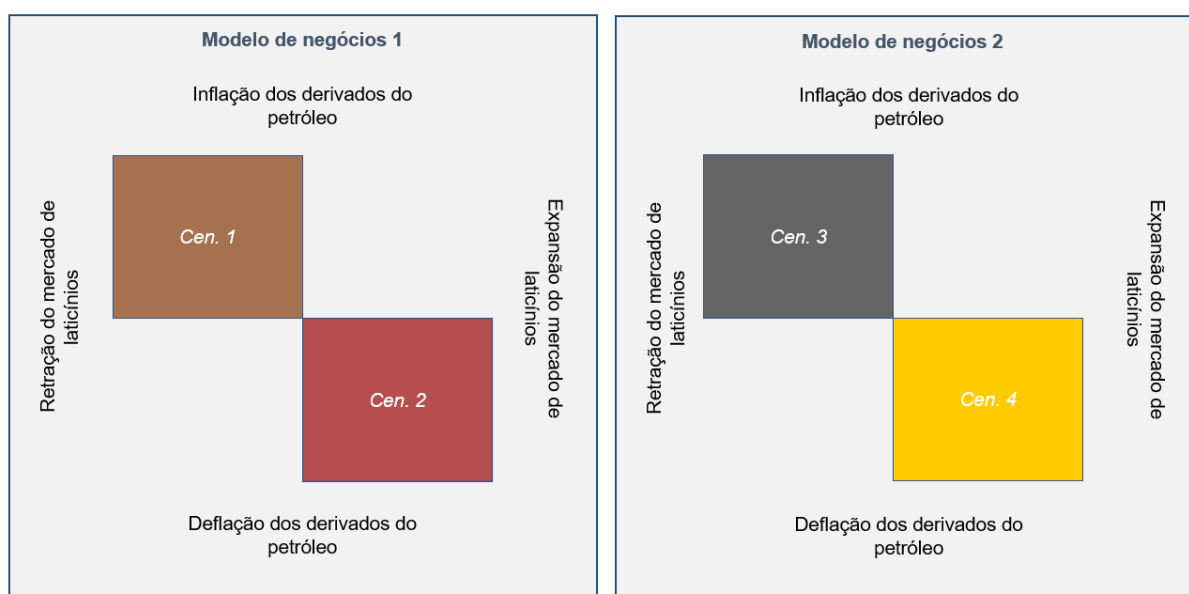 Modelo de negócios 1
Inflação dos derivados do
petróleo
Retração do mercado de
laticínios
Cen. 1
Cen. 2
Expansão do mercado de
laticínios
Deflação dos derivados do
petróleo
Modelo de negócios 2
Inflação dos derivados do
petróleo
Retração do mercado de
laticínios
Cen. 3
Cen. 4
Expansão do mercado de
laticínios
Deflação dos derivados do
petróleo